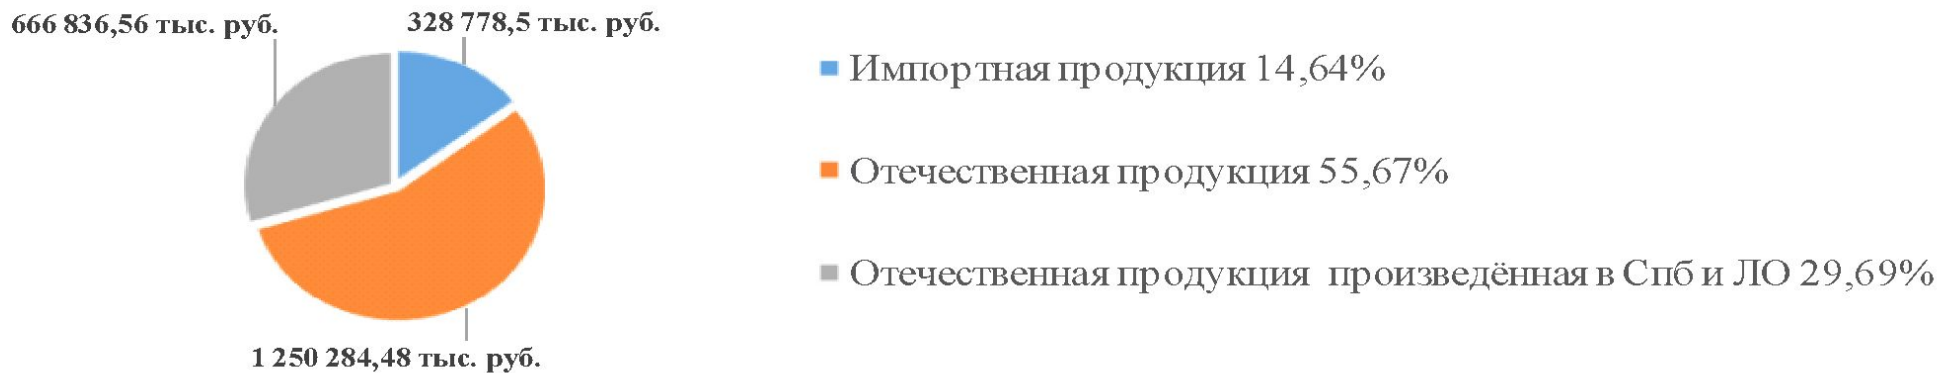 666 836,56 тыс. руб.
328 778,5 тыс. руб.
1 250 284,48 тыс. руб.
Импортная продукция 14,64%
Отечественная продукция 55,67%
Отечественная продукция произведённая в Спб и ЛО 29,69%